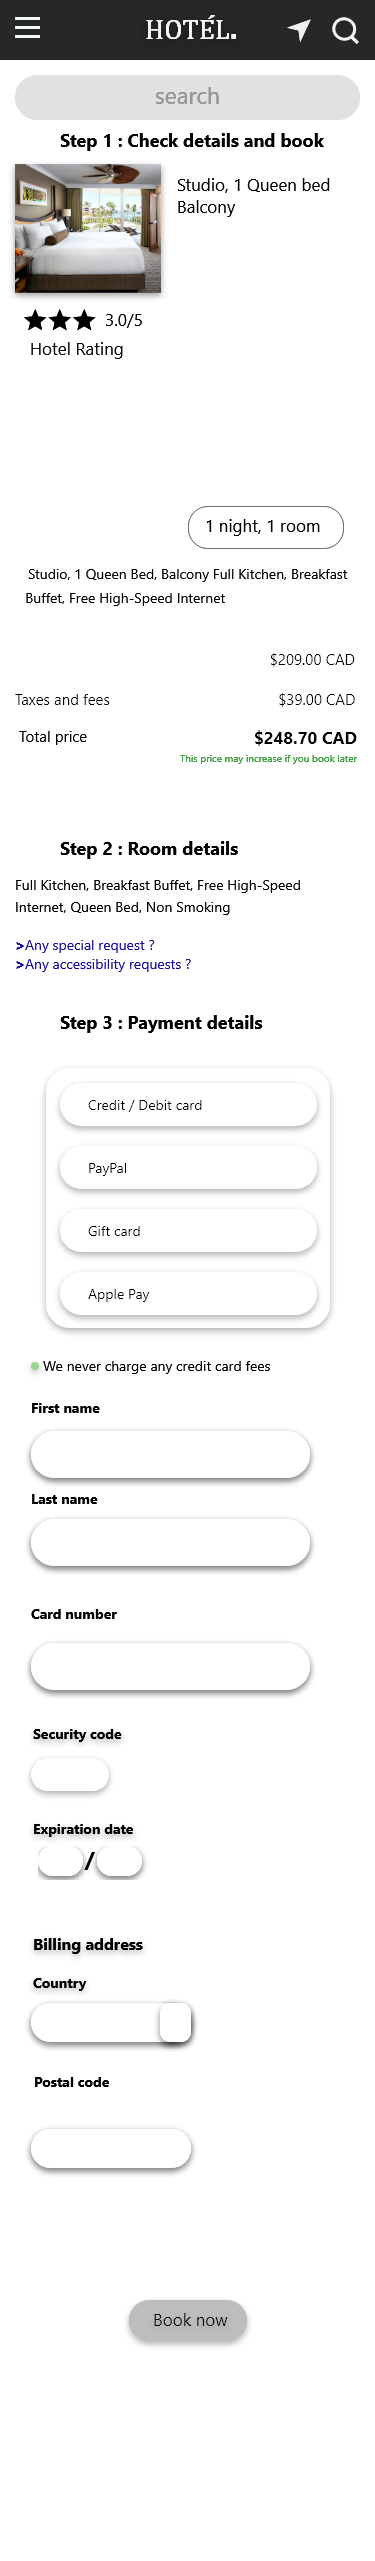 HOTÉL.
search
Step 1 : Check details and book
Studio, 1 Queen bed
Balcony
3.0/5
Hotel Rating
1 night, 1 room
Studio, 1 Queen Bed, Balcony Full Kitchen, Breakfast
Buffet, Free High-Speed Internet
$209.00 CAD
Taxes and fees $39.00 CAD
Total price $248.70 CAD
This price may increase if you book later
Step 2 : Room details
Full Kitchen, Breakfast Buffet, Free High-Speed
Internet, Queen Bed, Non Smoking
>Any special request ?
>Any accessibility requests ?
Step 3 : Payment details
Credit / Debit card
PayPal
Gift card
Apple Pay
We never charge any credit card fees
First name
Last name
Card number
Security code
Expiration date
/
Billing address
Country
Postal code
Book now